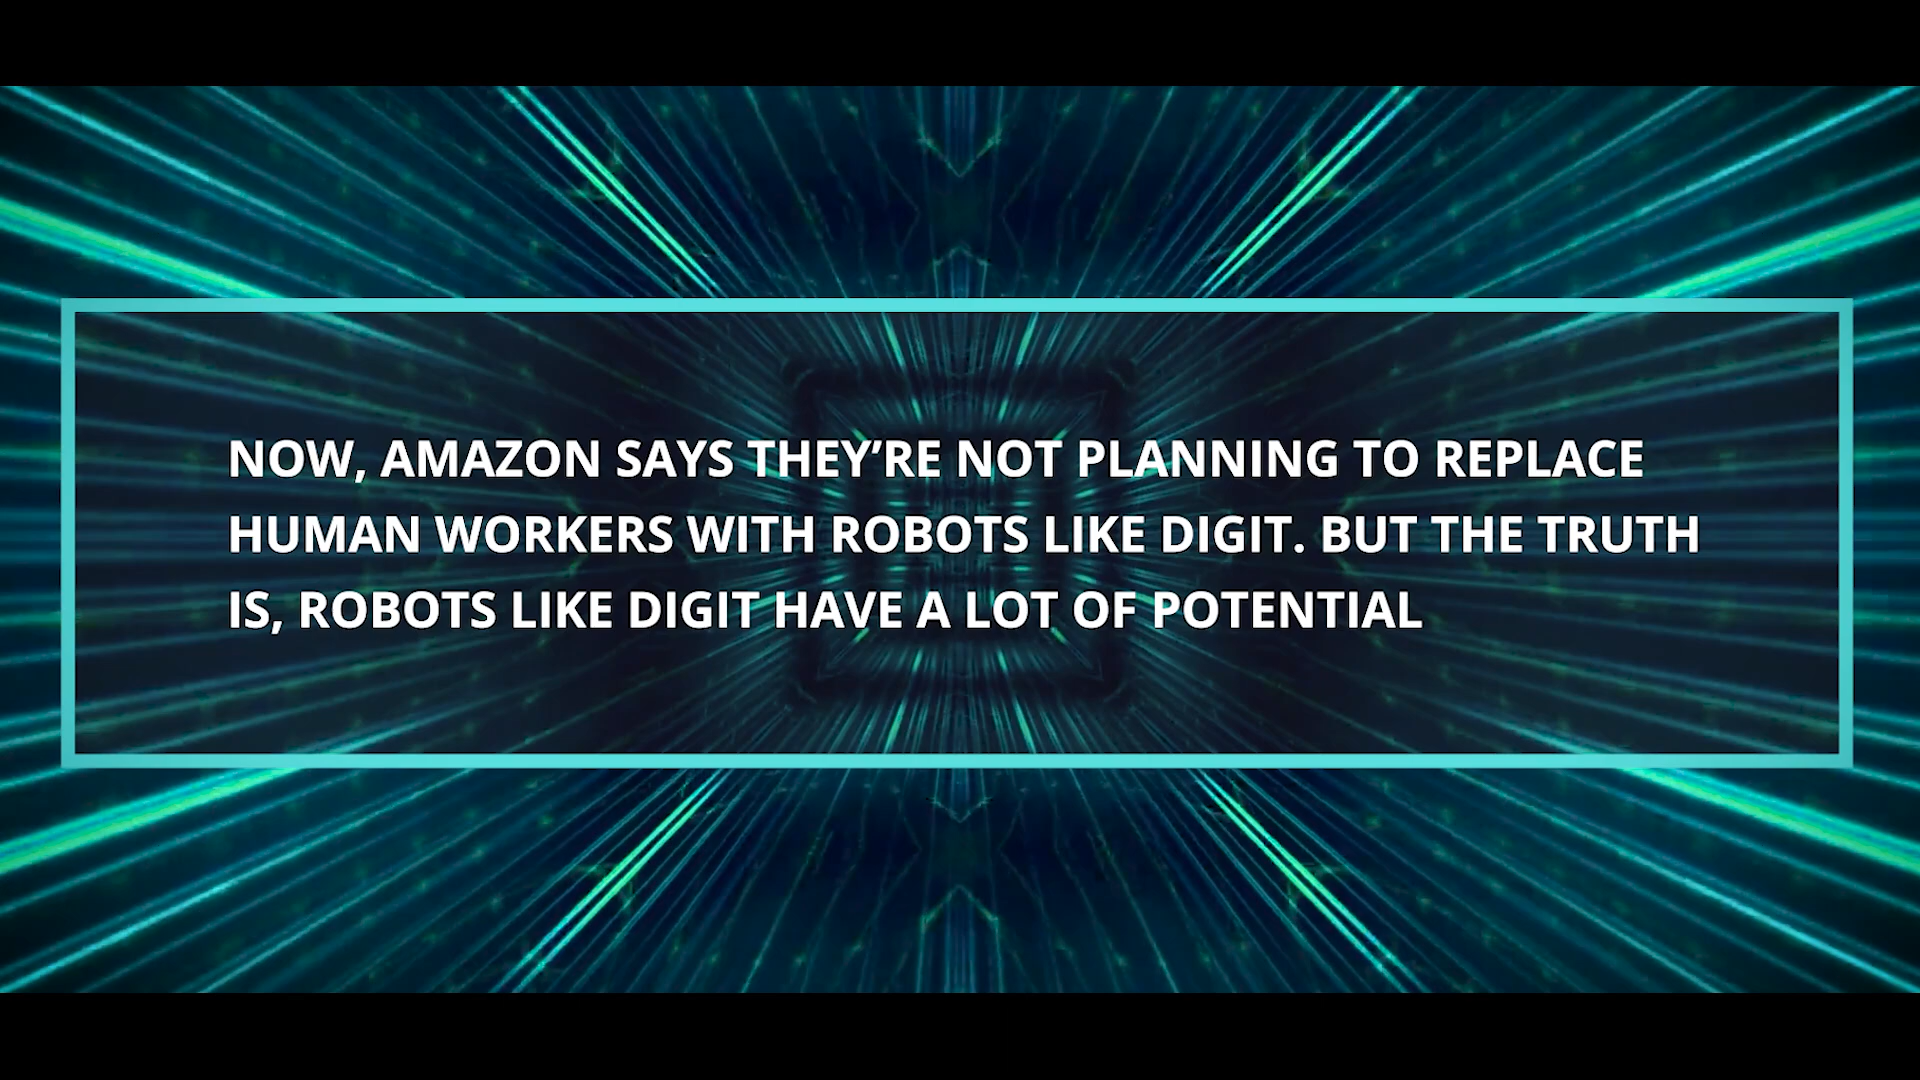 NOW, AMAZON SAYS THEY’RE NOT PLANNING TO REPLACE
HUMAN WORKERS WITH ROBOTS LIKE DIGIT. BUT THE TRUTH
IS, ROBOTS LIKE DIGIT HAVE A LOT OF POTENTIAL